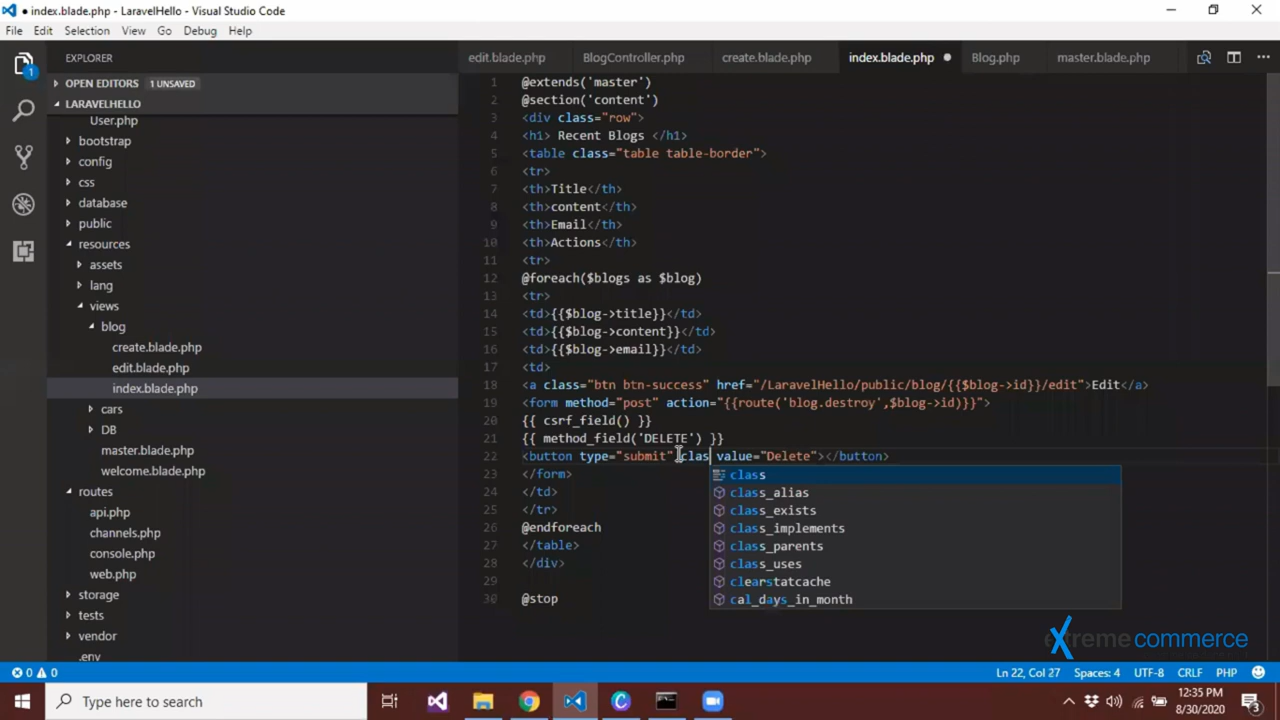 index.blade.php - LaravelHello - Visual Studio Code
File Edit Selection View Go Debug Help
EXPLORER
edit.blade.php BlogController.php create.blade.php index.blade.php Blog.php master.blade.php
1
OPEN EDITORS 1 UNSAVED
LARAVELHELLO
User.php
bootstrap
config
css
database
public
resources
assets
lang
views
blog
create.blade.php
edit.blade.php
index.blade.php
cars
DB
master.blade.php
welcome.blade.php
routes
api.php
channels.php
console.php
web.php
storage
tests
vendor
.env
1 @extends('master')
2 @section('content')
3 <div class="row">
4 <h1> Recent Blogs </h1>
5 <table class="table table-border">
6 <tr>
7 <th>Title</th>
8 <th>content</th>
9 <th>Email</th>
10 <th>Actions</th>
11 <tr>
12 @foreach($blogs as $blog)
13 <tr>
14 <td>{{$blog->title}}</td>
15 <td>{{$blog->content}}</td>
16 <td>{{$blog->email}}</td>
17 <td>
18 <a class="btn btn-success" href="/LaravelHello/public/blog/{{$blog->id}}/edit">Edit</a>
19 <form method="post" action="{{route('blog.destroy',$blog->id)}}">
20 {{ csrf_field() }}
21 {{ method_field('DELETE') }}
22 <button type="submit" clas value="Delete"></button>
23 </form>
24 </td>
25 </tr>
26 @endforeach
27 </table>
28 </div>
29
30 @stop
class
class_alias
class_exists
class_implements
class_parents
class_uses
clearstatcache
cal_days_in_month
extreme commerce
0 0 Ln 22, Col 27 Spaces: 4 UTF-8 CRLF PHP
Type here to search
12:35 PM
8/30/2020
3